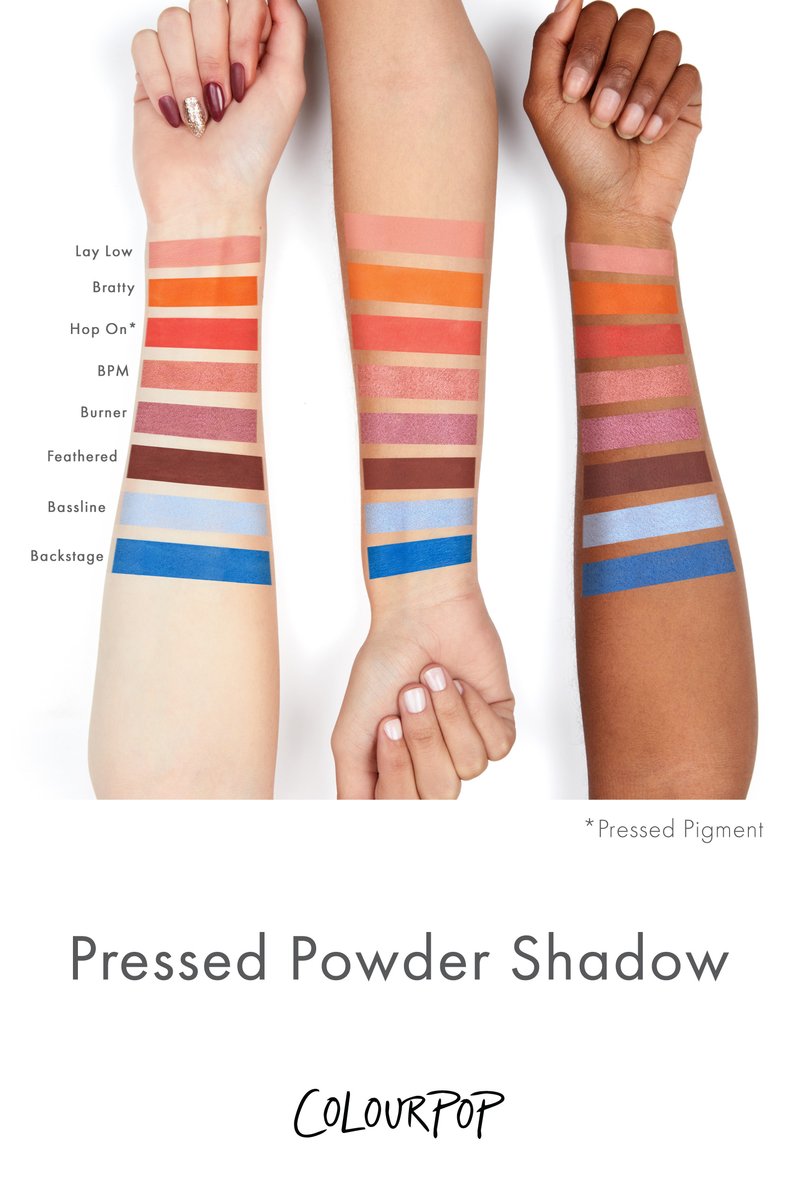 Lay Low
Bratty
Hop On*
BPM
Burner
Feathered
Bassline
Backstage
*Pressed Pigment
Pressed Powder Shadow
COLOURPOP